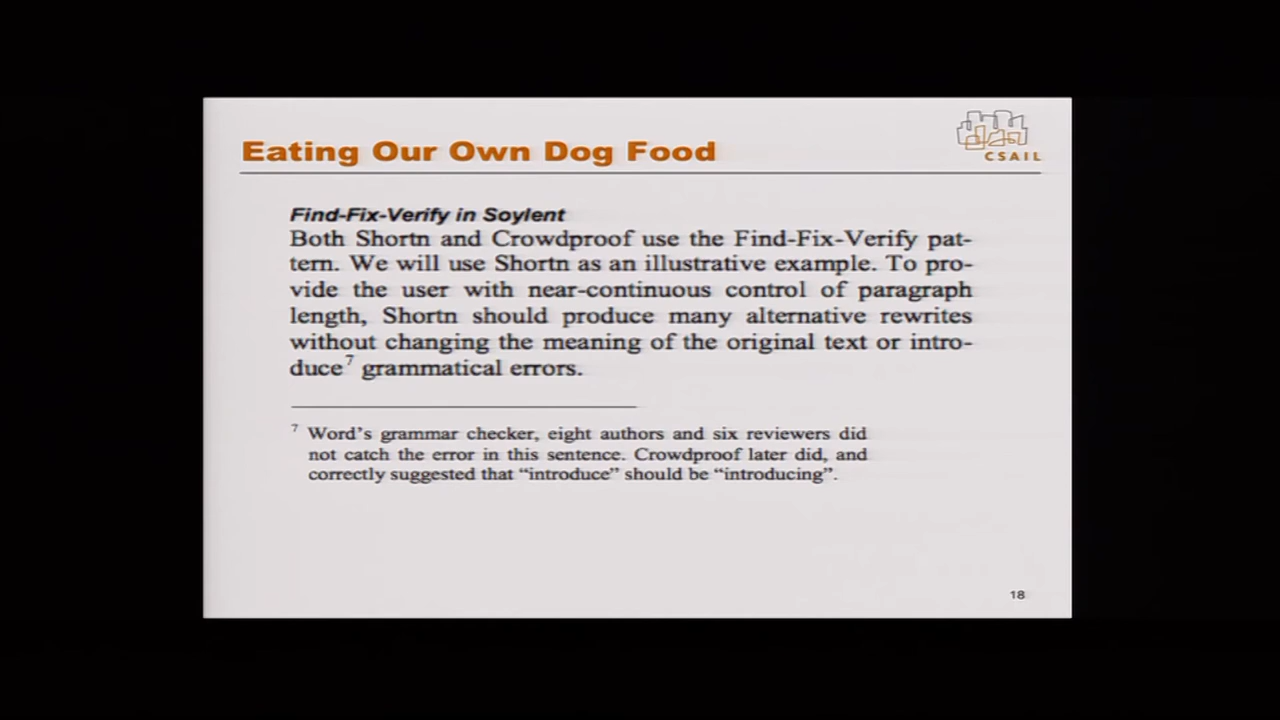 Eating Our Own Dog Food
CSAIL
Find-Fix-Verify in Soylent
Both Shortn and Crowdproof use the Find-Fix-Verify pat-
tern. We will use Shortn as an illustrative example. To pro-
vide the user with near-continuous control of paragraph
length, Shortn should produce many alternative rewrites
without changing the meaning of the original text or intro-
duce7 grammatical errors.
7 Word's grammar checker, eight authors and six reviewers did
not catch the error in this sentence. Crowdproof later did, and
correctly suggested that “introduce” should be “introducing”.
18